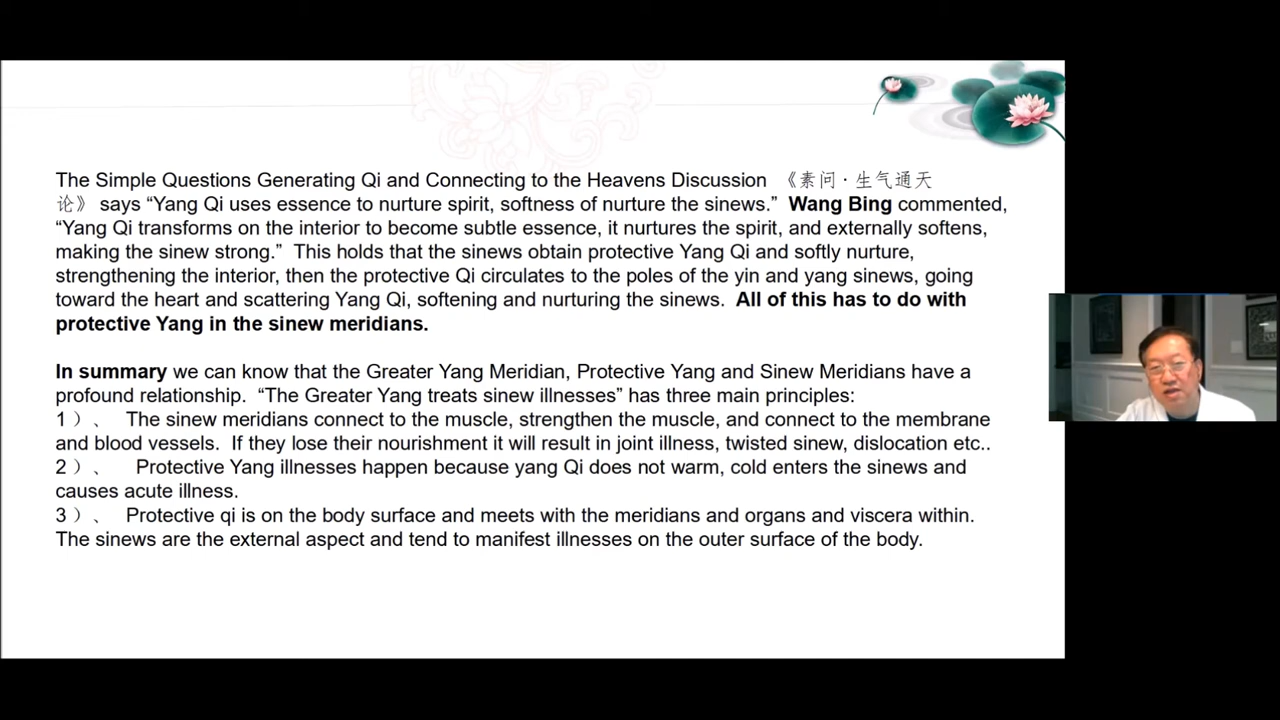 The Simple Questions Generating Qi and Connecting to the Heavens Discussion 《素问·生气通天
论》 says “Yang Qi uses essence to nurture spirit, softness of nurture the sinews.” Wang Bing commented,
“Yang Qi transforms on the interior to become subtle essence, it nurtures the spirit, and externally softens,
making the sinew strong.” This holds that the sinews obtain protective Yang Qi and softly nurture,
strengthening the interior, then the protective Qi circulates to the poles of the yin and yang sinews, going
toward the heart and scattering Yang Qi, softening and nurturing the sinews. All of this has to do with
protective Yang in the sinew meridians.
In summary we can know that the Greater Yang Meridian, Protective Yang and Sinew Meridians have a
profound relationship. “The Greater Yang treats sinew illnesses” has three main principles:
1）、 The sinew meridians connect to the muscle, strengthen the muscle, and connect to the membrane
and blood vessels. If they lose their nourishment it will result in joint illness, twisted sinew, dislocation etc..
2）、 Protective Yang illnesses happen because yang Qi does not warm, cold enters the sinews and
causes acute illness.
3）、 Protective qi is on the body surface and meets with the meridians and organs and viscera within.
The sinews are the external aspect and tend to manifest illnesses on the outer surface of the body.